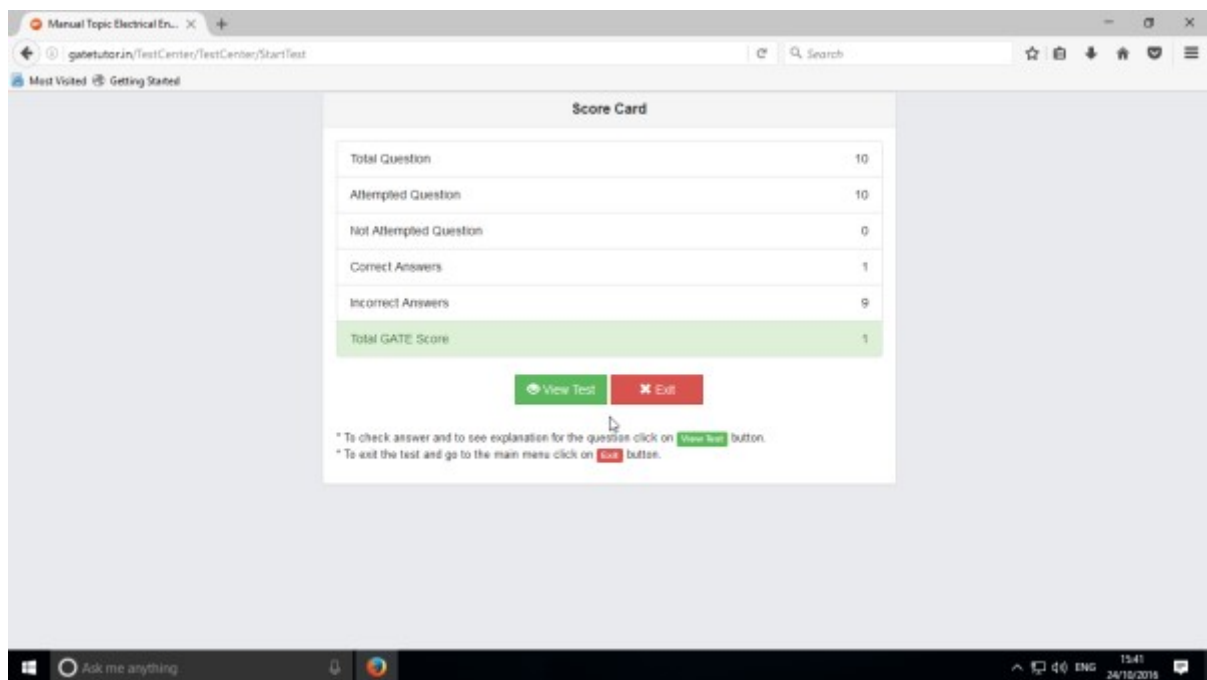 Manual Topic Electrical En...
gatetutor.in/TestCenter/TestCenter/StartTest
Search
Most Visited Getting Started
Score Card
Total Question 10
Attempted Question 10
Not Attempted Question 0
Correct Answers 1
Incorrect Answers 9
Total GATE Score 1
View Test Exit
* To check answer and to see explanation for the question click on View Test button.
* To exit the test and go to the main menu click on Exit button.
Ask me anything
ENG
15:41
24/10/2016